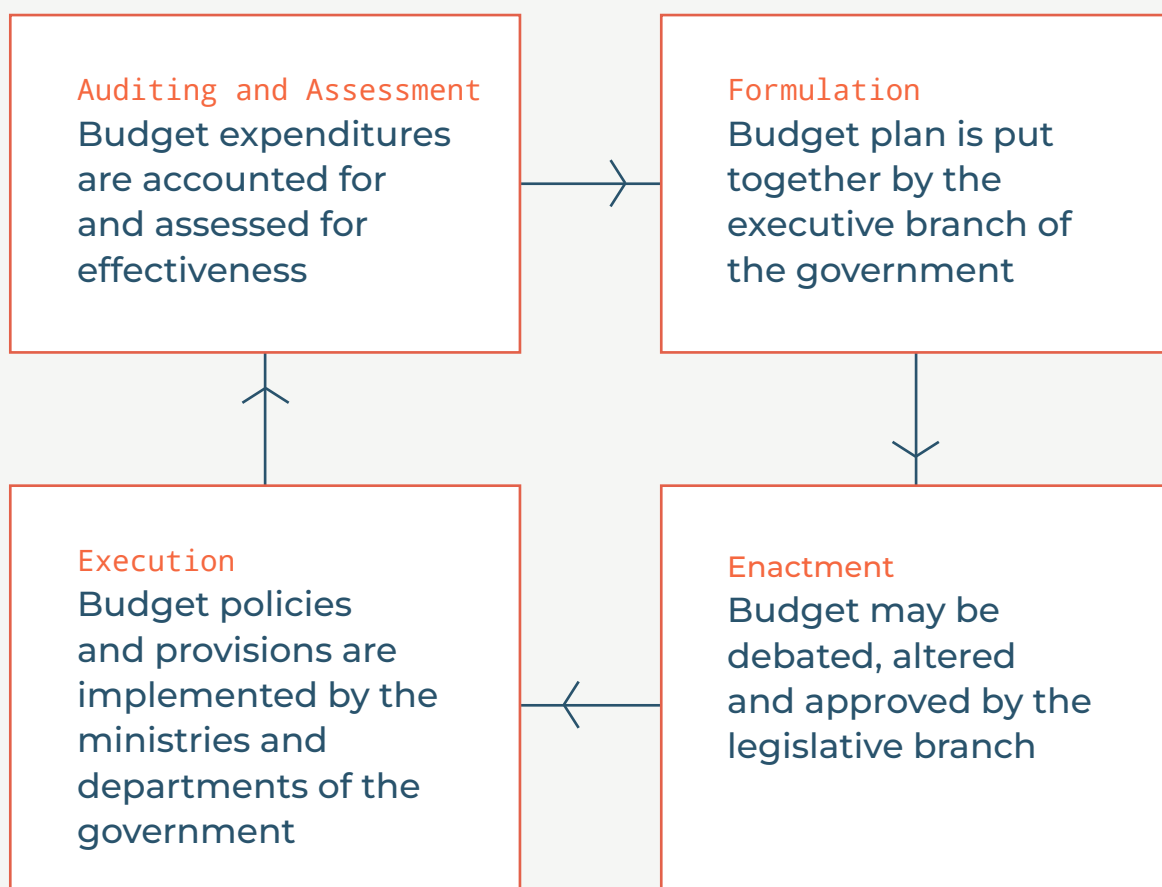 Auditing and Assessment
Budget expenditures
are accounted for
and assessed for
effectiveness
Formulation
Budget plan is put
together by the
executive branch of
the government
Execution
Budget policies
and provisions are
implemented by the
ministries and
departments of the
government
Enactment
Budget may be
debated, altered
and approved by the
legislative branch